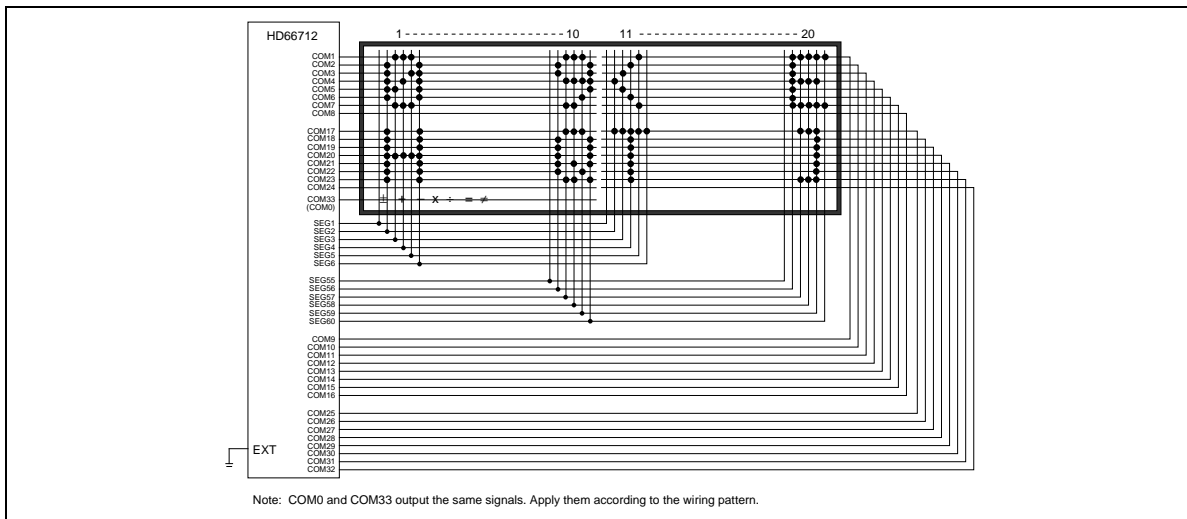 HD66712
1 10 11 20
COM1
COM2
COM3
COM4
COM5
COM6
COM7
COM8
COM17
COM18
COM19
COM20
COM21
COM22
COM23
COM24
COM33
(COM0)
± + − x ÷ = ≠
SEG1
SEG2
SEG3
SEG4
SEG5
SEG6
SEG55
SEG56
SEG57
SEG58
SEG59
SEG60
COM9
COM10
COM11
COM12
COM13
COM14
COM15
COM16
COM25
COM26
COM27
COM28
COM29
COM30
COM31
COM32
EXT
Note: COM0 and COM33 output the same signals. Apply them according to the wiring pattern.